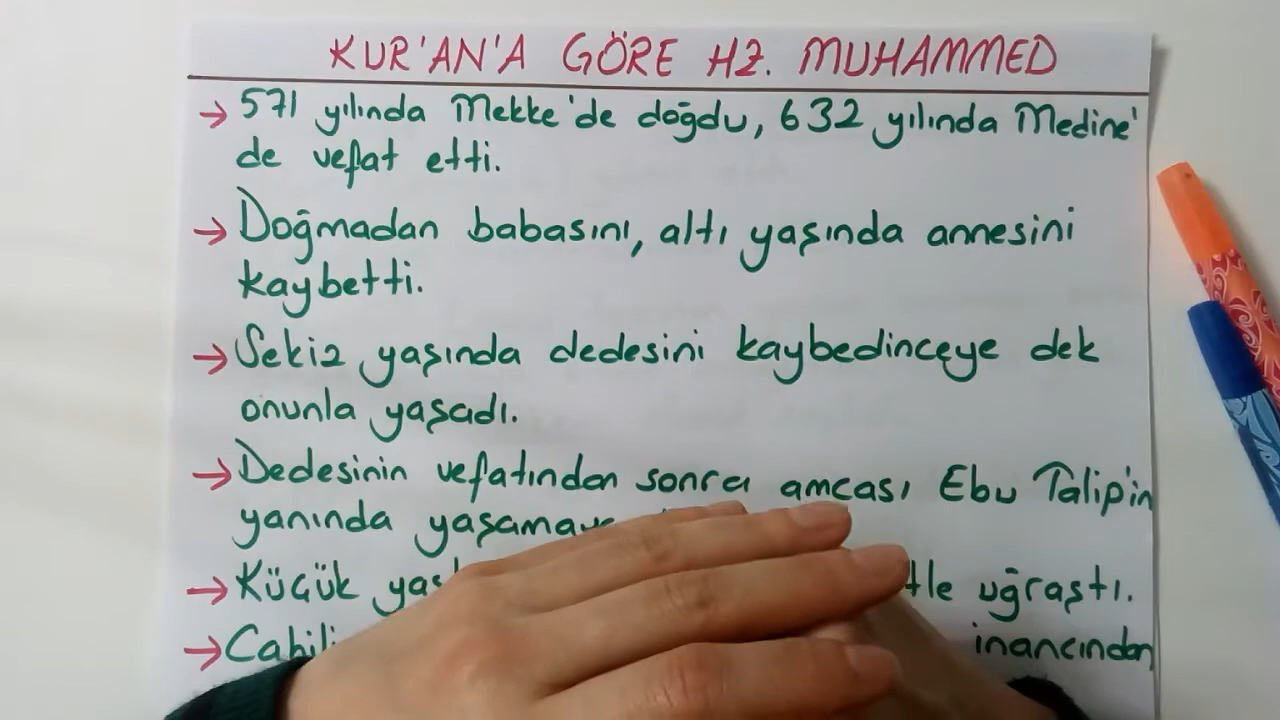 KUR'AN'A GÖRE HZ. MUHAMMED
→ 571 yılında Mekke'de doğdu, 632 yılında Medine'
de vefat etti.
→ Doğmadan babasını, altı yaşında annesini
kaybetti.
→ Sekiz yaşında dedesini kaybedinceye dek
onunla yaşadı.
→ Dedesinin vefatından sonra amcası Ebu Talip'in
yanında
→ Küçük uğraştı.
→ inancından